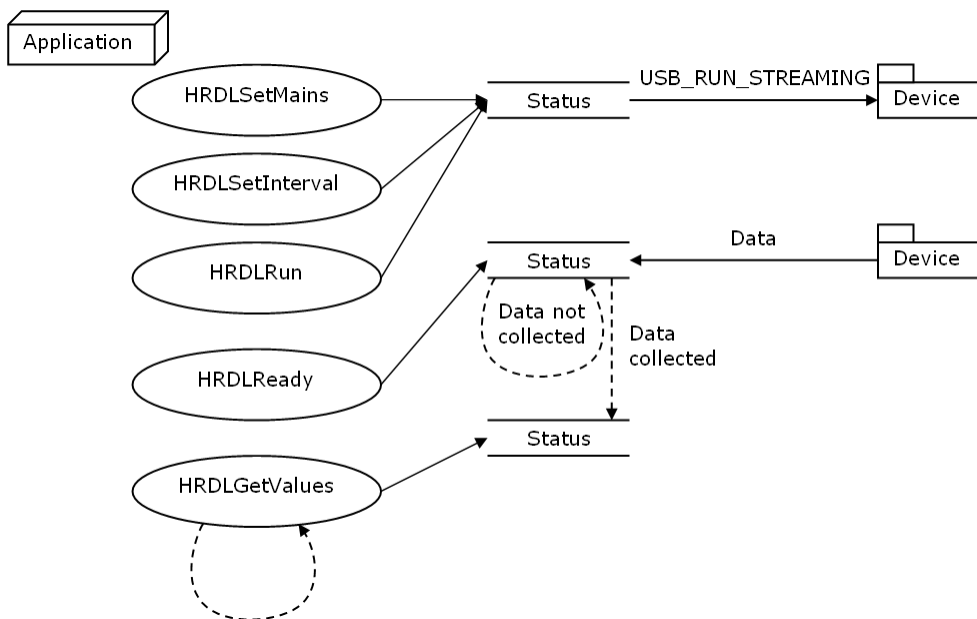 Application
HRDLSetMains
Status
USB_RUN_STREAMING
Device
HRDLSetInterval
HRDLRun
Status
Data
Device
Data not
collected
Data
collected
HRDLReady
Status
HRDLGetValues